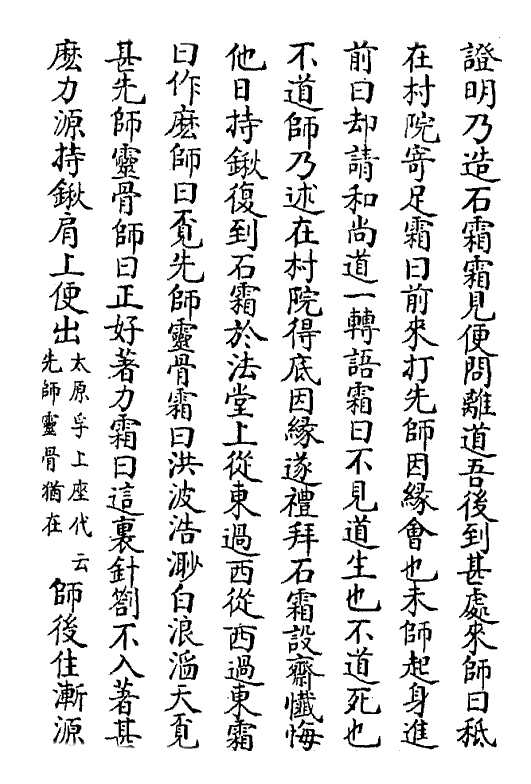 證明乃造石霜霜見便問離道吾後到甚處來師曰秪
在村院寄足霜曰前來打先師因緣會也未師起身進
前曰却請和尚道一轉語霜曰不見道生也不道死也
不道師乃述在村院得底因緣遂禮拜石霜設齋懺悔
他日持鍬復到石霜於法堂上從東過西從西過東霜
曰作麽師曰覔先師靈骨霜曰洪波浩渺白浪滔天覔
甚先師靈骨師曰正好著力霜曰這裏針劄不入著甚
麽力源持鍬肩上便出太原孚上座代云先師靈骨猶在師後住漸源